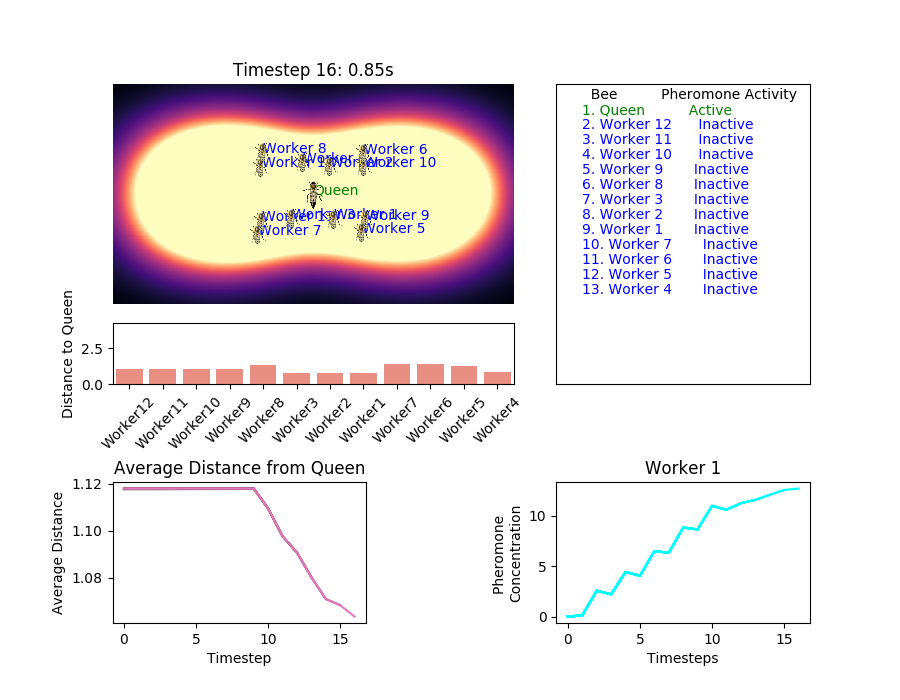 Timestep 16: 0.85s
Worker 8
Worker 6
Worker 2
Worker 10
Queen
Worker 3
Worker 1
Worker 9
Worker 7
Worker 5
Bee Pheromone Activity
1. Queen Active
2. Worker 12 Inactive
3. Worker 11 Inactive
4. Worker 10 Inactive
5. Worker 9 Inactive
6. Worker 8 Inactive
7. Worker 3 Inactive
8. Worker 2 Inactive
9. Worker 1 Inactive
10. Worker 7 Inactive
11. Worker 6 Inactive
12. Worker 5 Inactive
13. Worker 4 Inactive
Distance to Queen
2.5
0.0
Worker12
Worker11
Worker10
Worker9
Worker8
Worker3
Worker2
Worker1
Worker7
Worker6
Worker5
Worker4
Average Distance from Queen
Average Distance
1.12
1.10
1.08
0 5 10 15
Timestep
Worker 1
Pheromone
Concentration
10
5
0
0 5 10 15
Timesteps